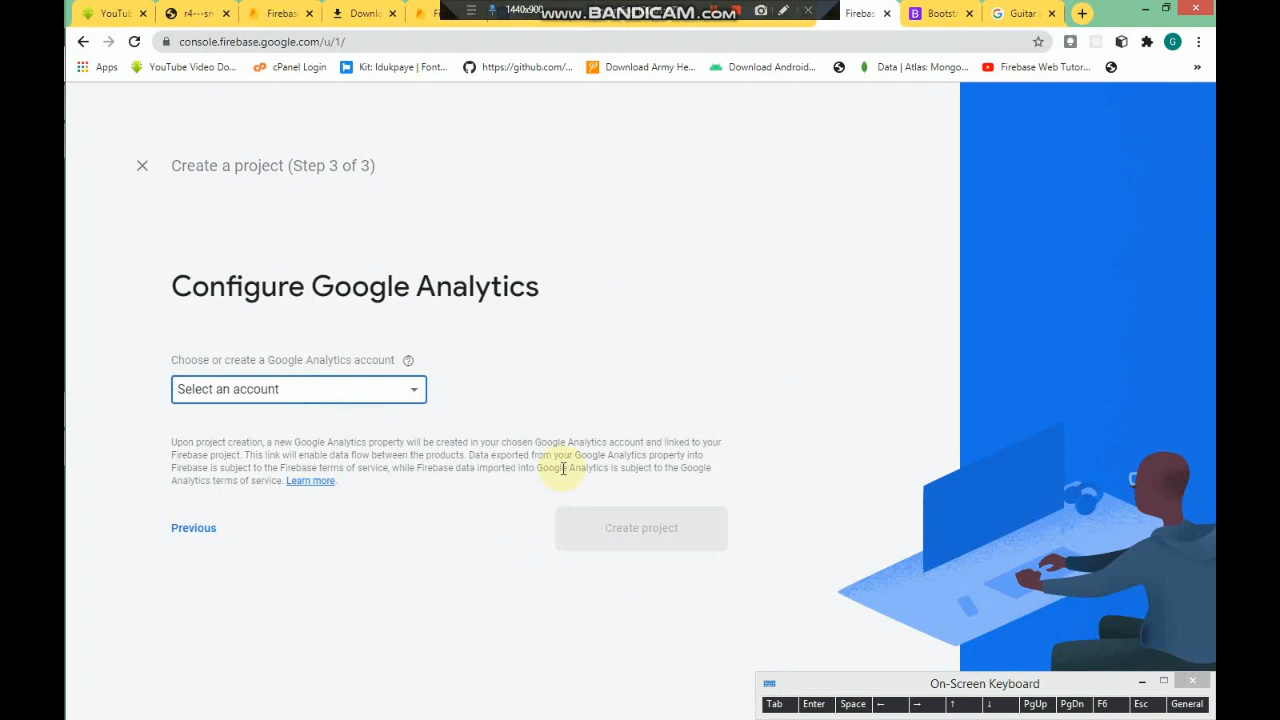 YouTub
r4---sn
Firebas
Downlo
1440x900
www.BANDICAM.com
Firebas
Bootst
Guitar
console.firebase.google.com/u/1/
G
Apps
YouTube Video Do...
cPanel Login
Kit: Idukpaye | Font...
https://github.com/...
Download Army He...
Download Android...
Data | Atlas: Mongo...
Firebase Web Tutor...
»
Create a project (Step 3 of 3)
Configure Google Analytics
Choose or create a Google Analytics account
Select an account
Upon project creation, a new Google Analytics property will be created in your chosen Google Analytics account and linked to your
Firebase project. This link will enable data flow between the products. Data exported from your Google Analytics property into
Firebase is subject to the Firebase terms of service, while Firebase data imported into Google Analytics is subject to the Google
Analytics terms of service. Learn more.
Previous
Create project
On-Screen Keyboard
Tab
Enter
Space
←
→
↑
↓
PgUp
PgDn
F6
Esc
General